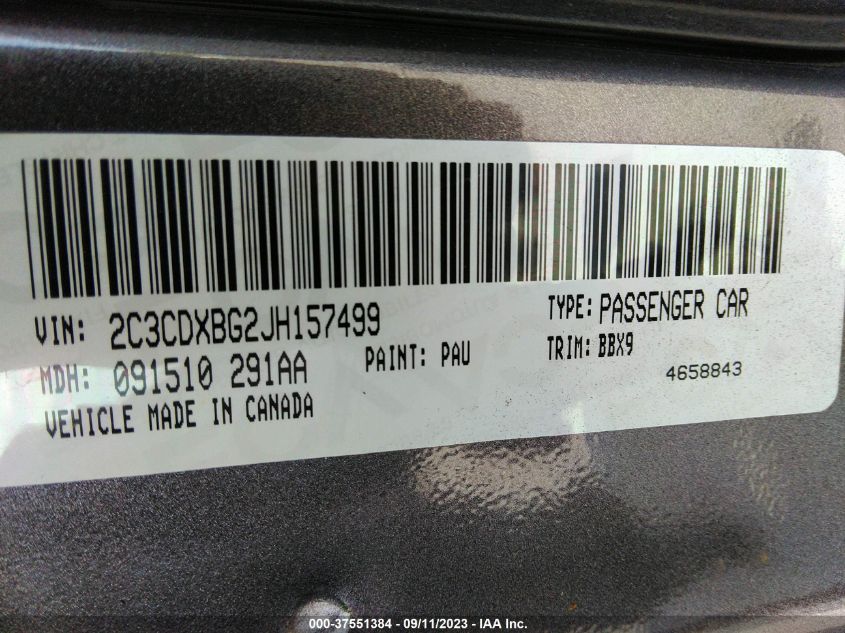 VIN: 2C3CDXBG2JH157499 TYPE: PASSENGER CAR
MDH: 091510 291AA PAINT: PAU TRIM: BBX9
4658843
VEHICLE MADE IN CANADA
000-37551384 - 09/11/2023 - IAA Inc.